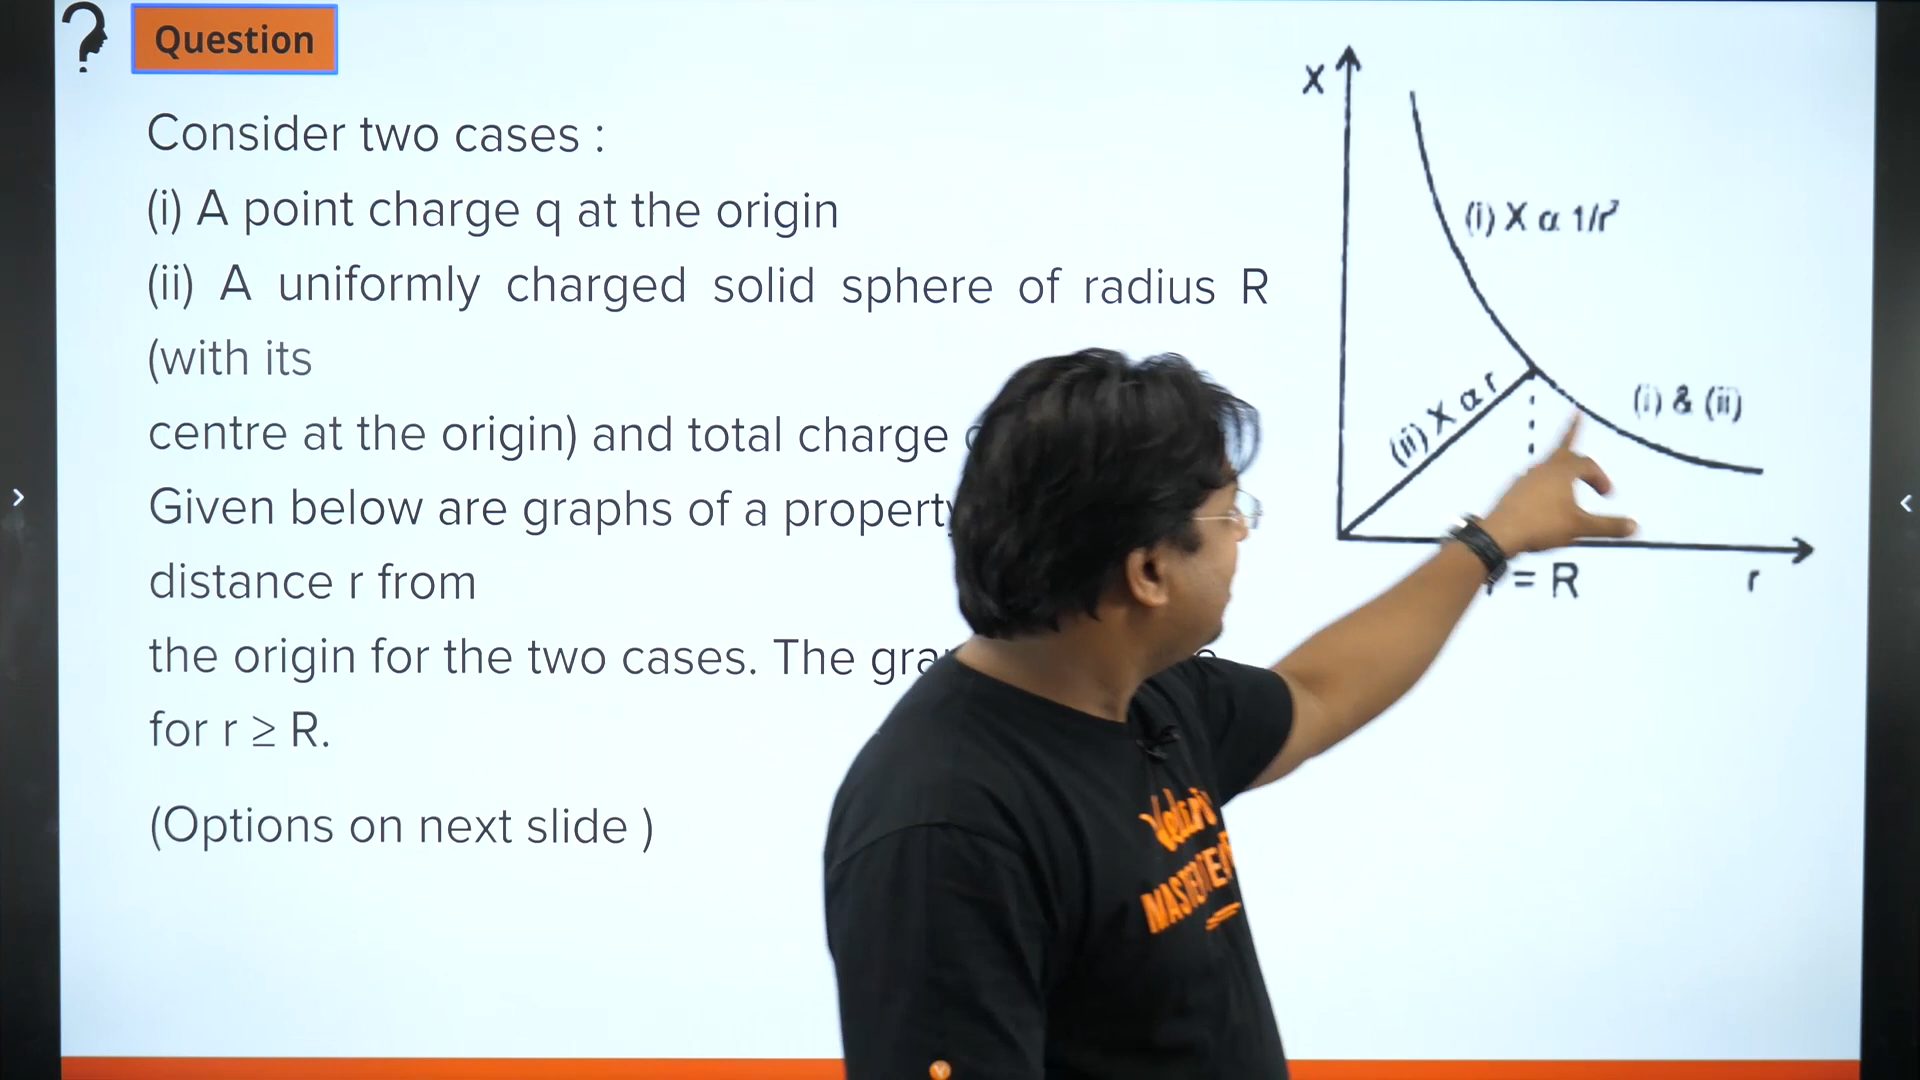 Question
Consider two cases :
(i) A point charge q at the origin
(ii) A uniformly charged solid sphere of radius R
(with its
centre at the origin) and total charge
Given below are graphs of a property
distance r from
the origin for the two cases. The
for r ≥ R.
(Options on next slide )
X
(i) X α 1/r²
(ii) X α r
(i) & (ii)
= R
r